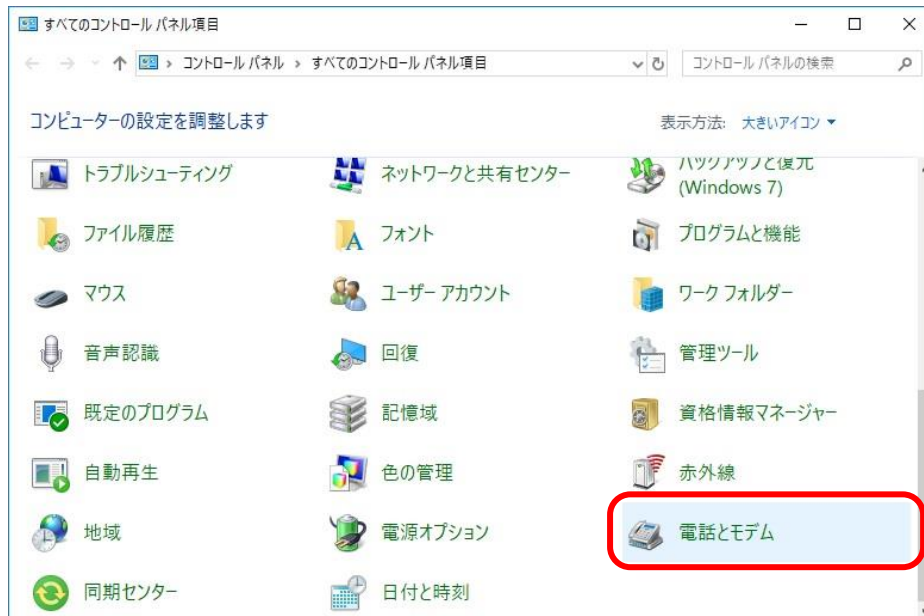 すべてのコントロール パネル項目
コントロール パネル › すべてのコントロール パネル項目
コントロール パネルの検索
コンピューターの設定を調整します
表示方法: 大きいアイコン
トラブルシューティング
ネットワークと共有センター
バックアップと復元
(Windows 7)
ファイル履歴
フォント
プログラムと機能
マウス
ユーザー アカウント
ワーク フォルダー
音声認識
回復
管理ツール
既定のプログラム
記憶域
資格情報マネージャー
自動再生
色の管理
赤外線
地域
電源オプション
電話とモデム
同期センター
日付と時刻